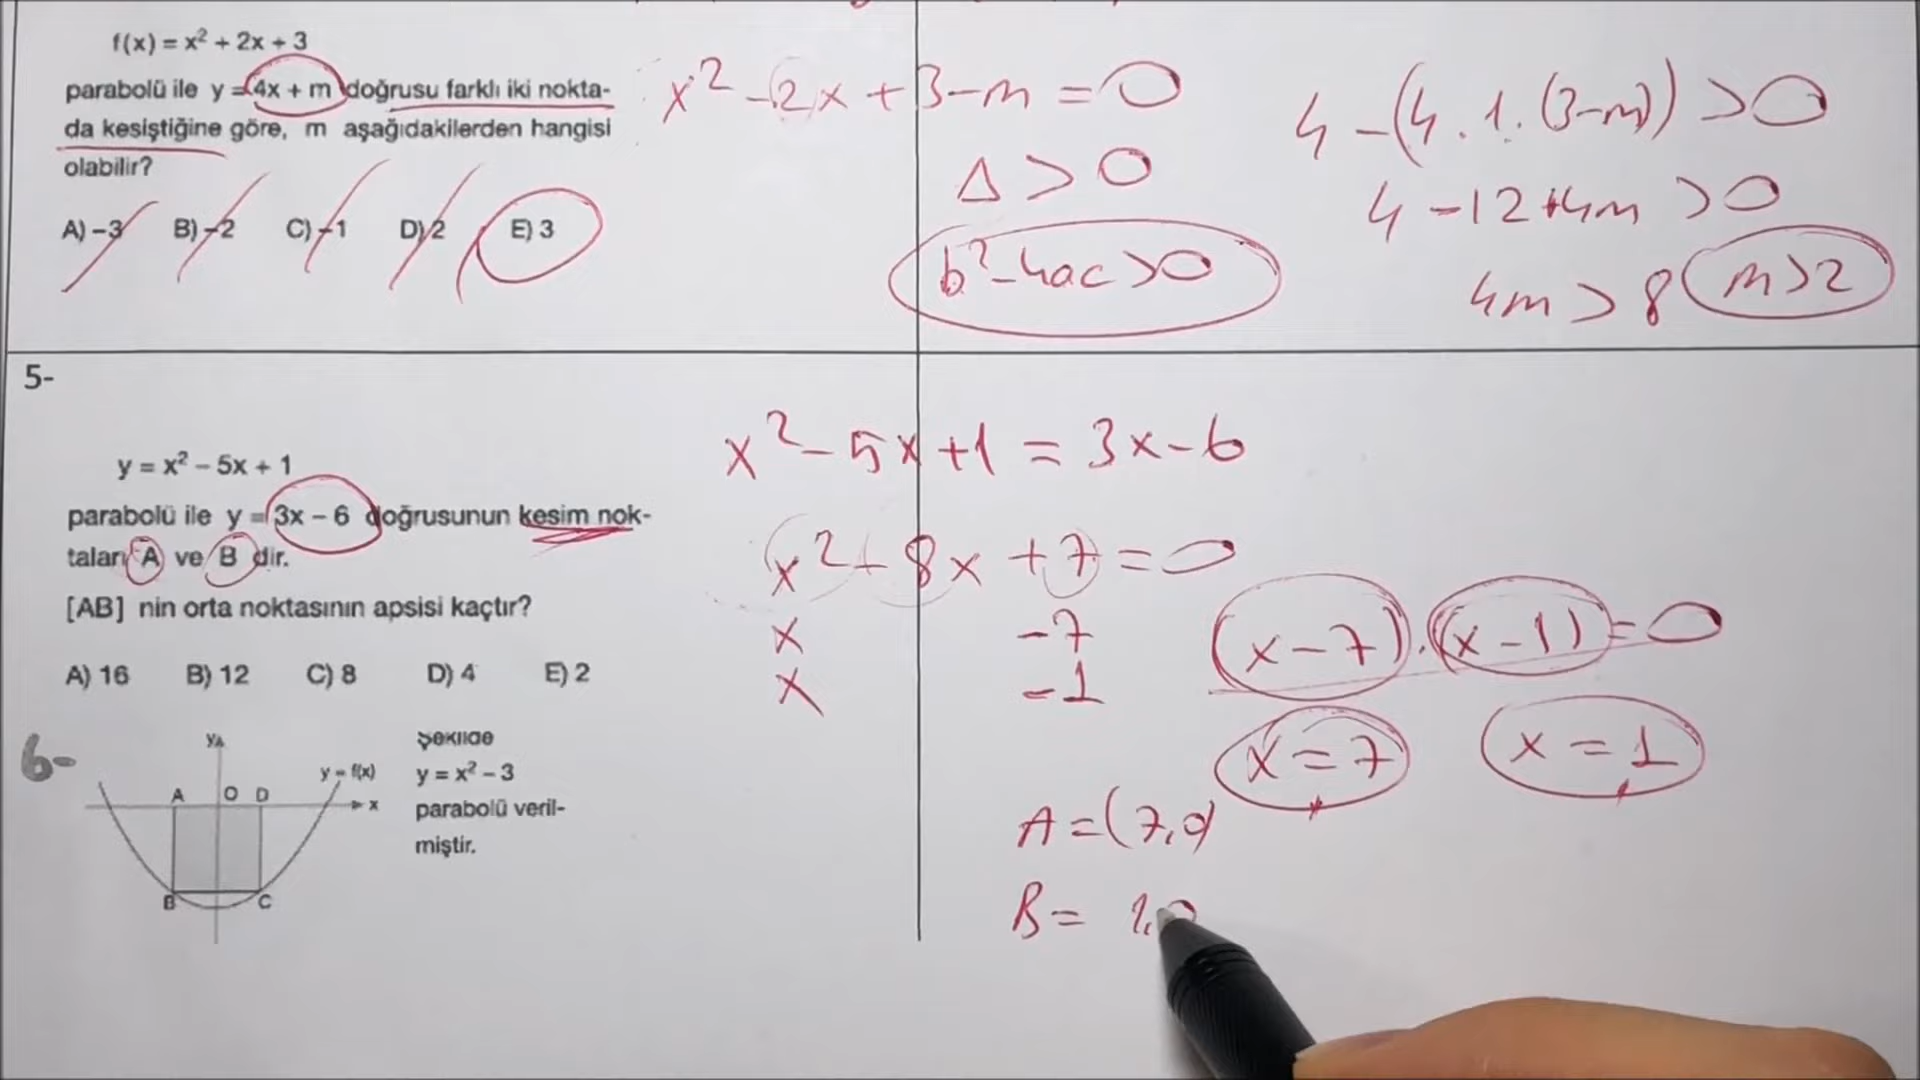 f(x) = x² + 2x + 3
parabolü ile y = 4x + m doğrusu farklı iki nokta-
da kesiştiğine göre, m aşağıdakilerden hangisi
olabilir?
A) −3 B) −2 C) −1 D) 2 E) 3
x² − 2x + 3 − m = 0
Δ > 0
b² − 4ac > 0
4 − (4 . 1 . (3−m)) > 0
4 − 12 + 4m > 0
4m > 8 m > 2
5-
y = x² − 5x + 1
parabolü ile y = 3x − 6 doğrusunun kesim nok-
taları A ve B dir.
[AB] nin orta noktasının apsisi kaçtır?
A) 16 B) 12 C) 8 D) 4 E) 2
x² − 5x + 1 = 3x − 6
x² + 8x + 7 = 0
x −7
x −1
(x − 7) . (x − 1) = 0
x = 7 x = 1
A = (7,0)
B = 1,0
6-
y A O D y = f(x) x B C
Şekilde
y = x² − 3
parabolü veril-
miştir.